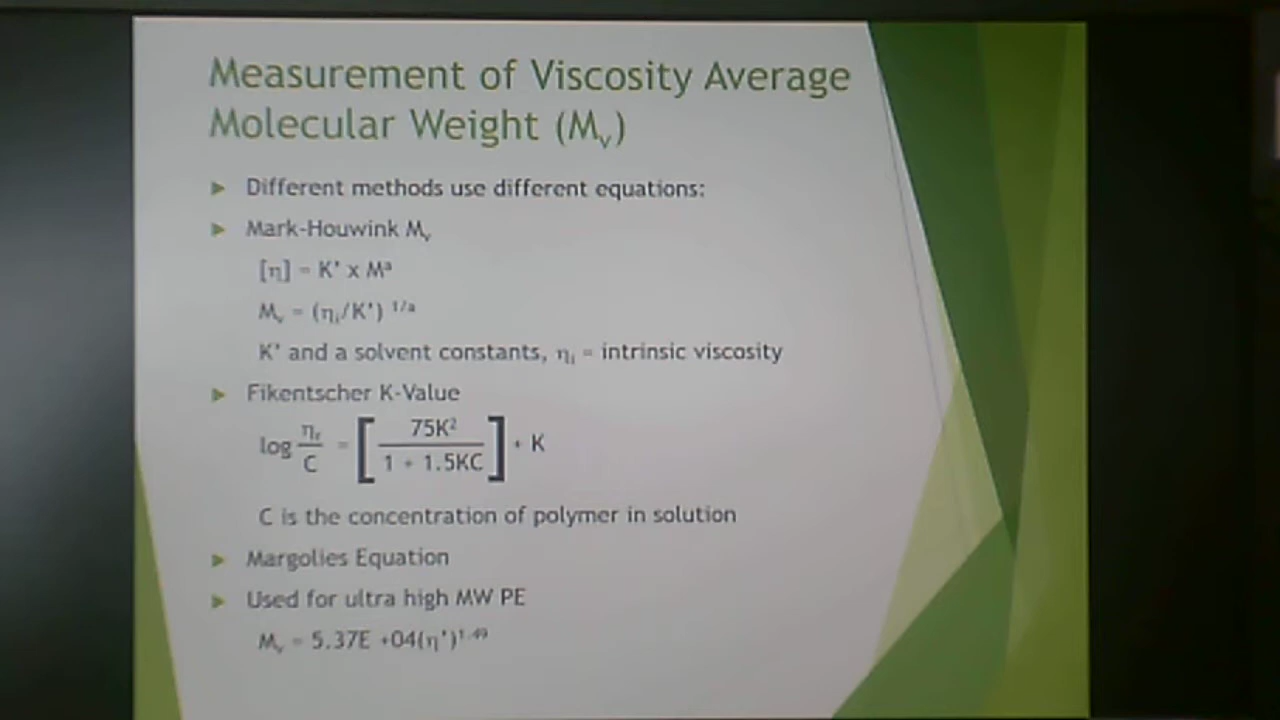 Measurement of Viscosity Average
Molecular Weight (Mᵥ)
Different methods use different equations:
Mark-Houwink Mᵥ
[η] = K' x Mᵃ
Mᵥ = (ηᵢ/K') ¹/ᵃ
K' and a solvent constants, ηᵢ = intrinsic viscosity
Fikentscher K-Value
log ηᵣ/C = [75K²/1 + 1.5KC] + K
C is the concentration of polymer in solution
Margolies Equation
Used for ultra high MW PE
Mᵥ = 5.37E +04(η')¹·⁴⁹